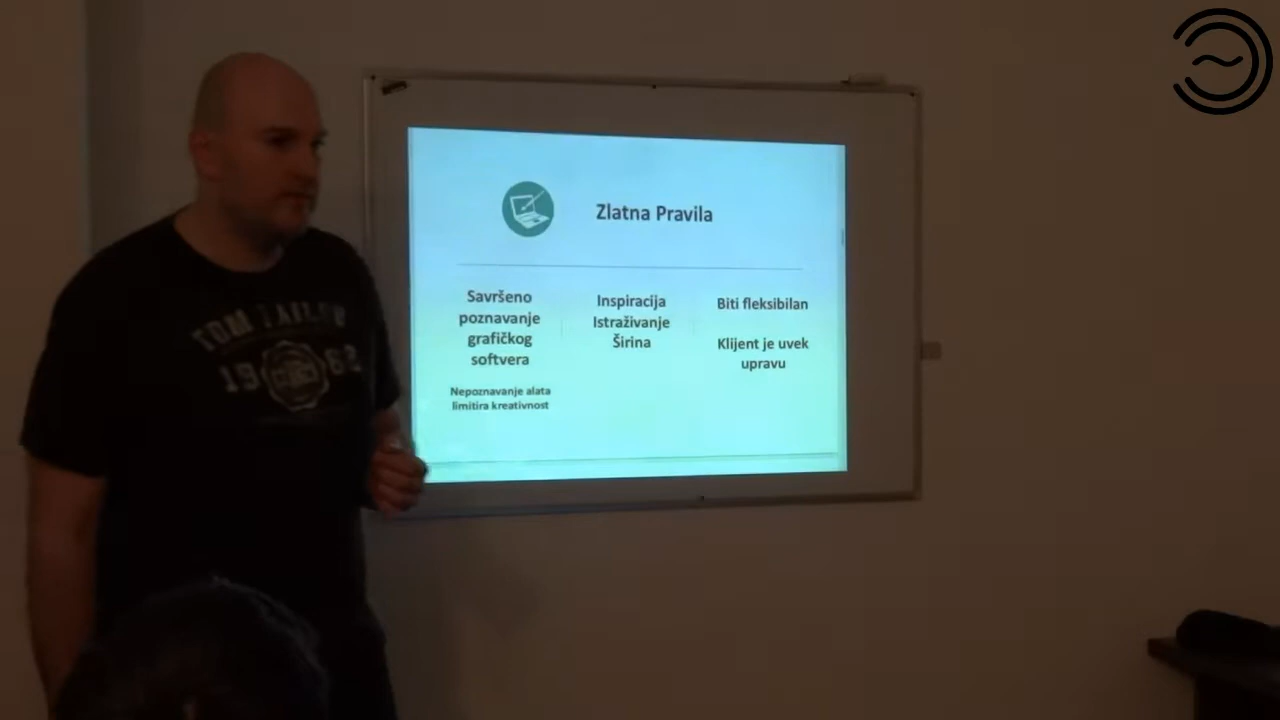 Zlatna Pravila
Savršeno
poznavanje
grafičkog
softvera
Nepoznavanje alata
limitira kreativnost
Inspiracija
Istraživanje
Širina
Biti fleksibilan
Klijent je uvek
upravu
TOM TAILOR
19 62